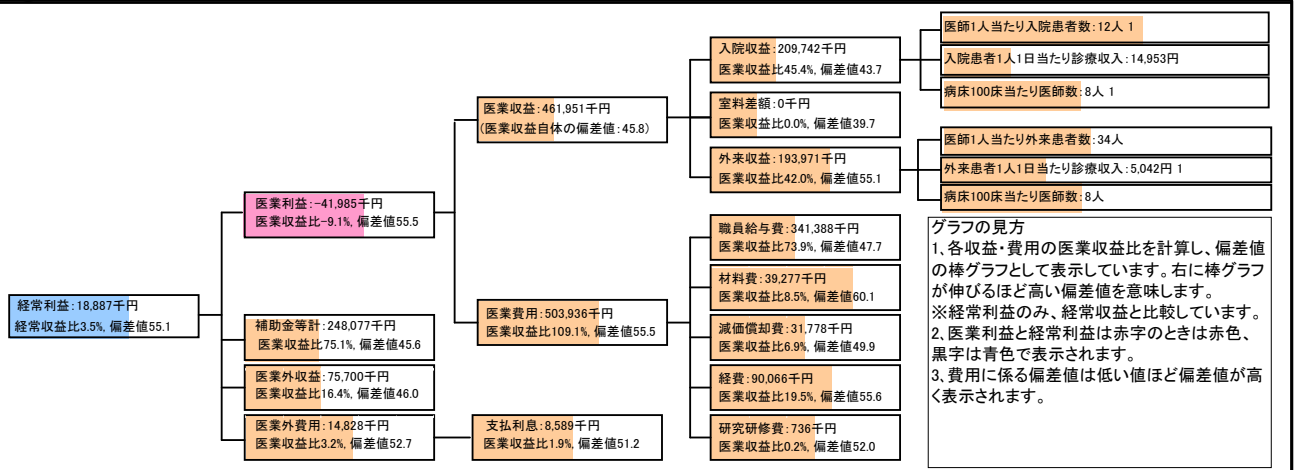 経常利益:18,887千円
経常収益比3.5%, 偏差値55.1
医業利益:-41,985千円
医業収益比-9.1%, 偏差値55.5
補助金等計:248,077千円
医業収益比75.1%, 偏差値45.6
医業外収益:75,700千円
医業収益比16.4%, 偏差値46.0
医業外費用:14,828千円
医業収益比3.2%, 偏差値52.7
支払利息:8,589千円
医業収益比1.9%, 偏差値51.2
医業収益:461,951千円
(医業収益自体の偏差値:45.8)
医業費用:503,936千円
医業収益比109.1%, 偏差値55.5
入院収益:209,742千円
医業収益比45.4%, 偏差値43.7
室料差額:0千円
医業収益比0.0%, 偏差値39.7
外来収益:193,971千円
医業収益比42.0%, 偏差値55.1
職員給与費:341,388千円
医業収益比73.9%, 偏差値47.7
材料費:39,277千円
医業収益比8.5%, 偏差値60.1
減価償却費:31,778千円
医業収益比6.9%, 偏差値49.9
経費:90,066千円
医業収益比19.5%, 偏差値55.6
研究研修費:736千円
医業収益比0.2%, 偏差値52.0
医師1人当たり入院患者数:12人 1
入院患者1人1日当たり診療収入:14,953円
病床100床当たり医師数:8人 1
医師1人当たり外来患者数:34人
外来患者1人1日当たり診療収入:5,042円 1
病床100床当たり医師数:8人
グラフの見方
1、各収益・費用の医業収益比を計算し、偏差値
の棒グラフとして表示しています。右に棒グラフ
が伸びるほど高い偏差値を意味します。
※経常利益のみ、経常収益と比較しています。
2、医業利益と経常利益は赤字のときは赤色、
黒字は青色で表示されます。
3、費用に係る偏差値は低い値ほど偏差値が高
く表示されます。